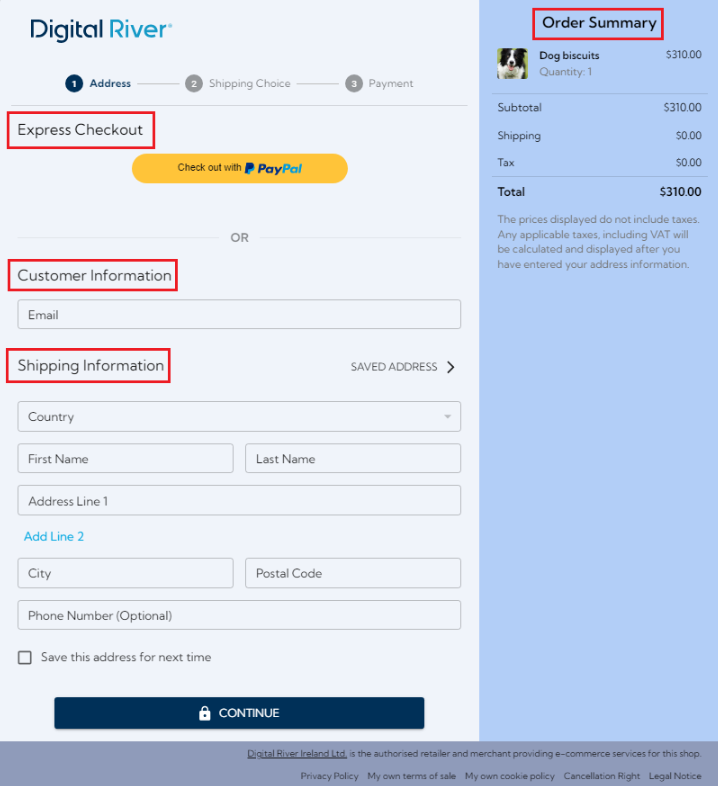 Digital River®
1 Address 2 Shipping Choice 3 Payment
Express Checkout
Check out with PayPal
OR
Customer Information
Email
Shipping Information SAVED ADDRESS
Country
First Name Last Name
Address Line 1
Add Line 2
City Postal Code
Phone Number (Optional)
Save this address for next time
CONTINUE
Order Summary
Dog biscuits $310.00
Quantity: 1
Subtotal $310.00
Shipping $0.00
Tax $0.00
Total $310.00
The prices displayed do not include taxes.
Any applicable taxes, including VAT will
be calculated and displayed after you
have entered your address information.
Digital River Ireland Ltd. is the authorised retailer and merchant providing e-commerce services for this shop.
Privacy Policy My own terms of sale My own cookie policy Cancellation Right Legal Notice